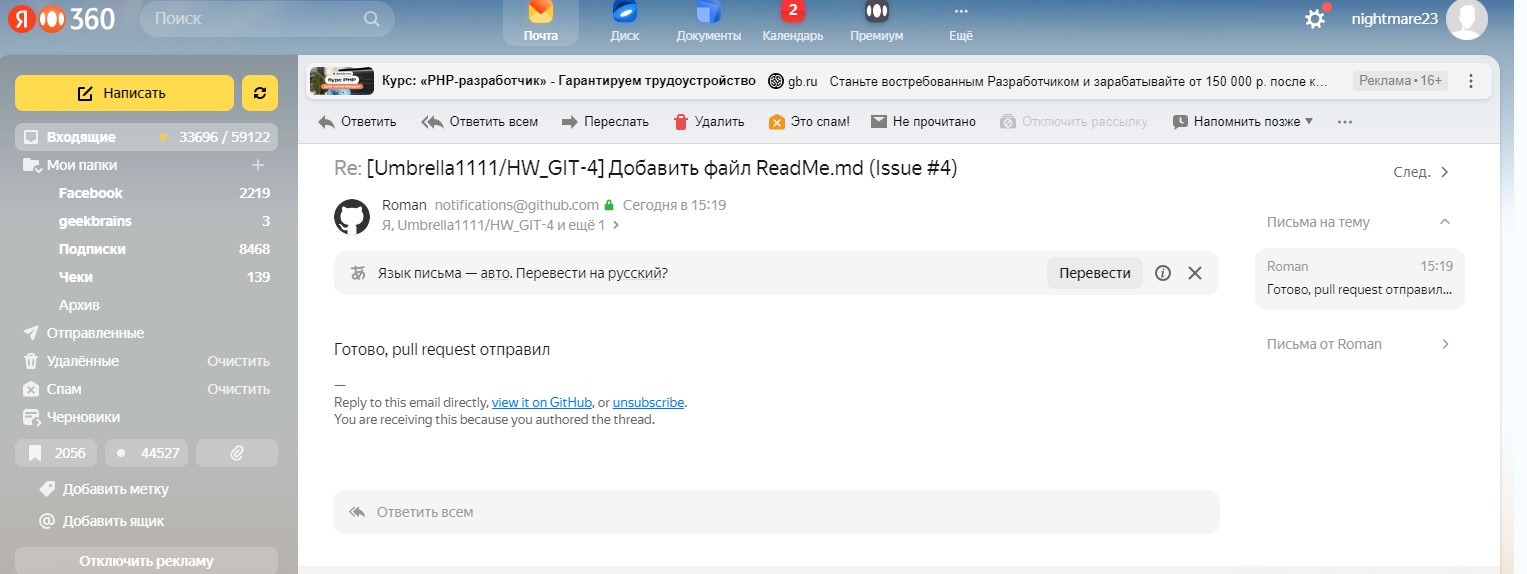 Я 360
Поиск
Почта
Диск
Документы
2
Календарь
Премиум
Ещё
nightmare23
Написать
Входящие 33696 / 59122
Мои папки
Facebook 2219
geekbrains 3
Подписки 8468
Чеки 139
Архив
Отправленные
Удалённые Очистить
Спам Очистить
Черновики
2056 44527
Добавить метку
Добавить ящик
Отключить рекламу
Курс: «PHP-разработчик» - Гарантируем трудоустройство gb.ru Станьте востребованным Разработчиком и зарабатывайте от 150 000 р. после к... Реклама • 16+
Ответить Ответить всем Переслать Удалить Это спам! Не прочитано Отключить рассылку Напомнить позже
Re: [Umbrella1111/HW_GIT-4] Добавить файл ReadMe.md (Issue #4)
След.
Roman notifications@github.com Сегодня в 15:19
Я, Umbrella1111/HW_GIT-4 и ещё 1
Язык письма — авто. Перевести на русский? Перевести
Готово, pull request отправил
—
Reply to this email directly, view it on GitHub, or unsubscribe.
You are receiving this because you authored the thread.
Ответить всем
Письма на тему
Roman 15:19
Готово, pull request отправил...
Письма от Roman